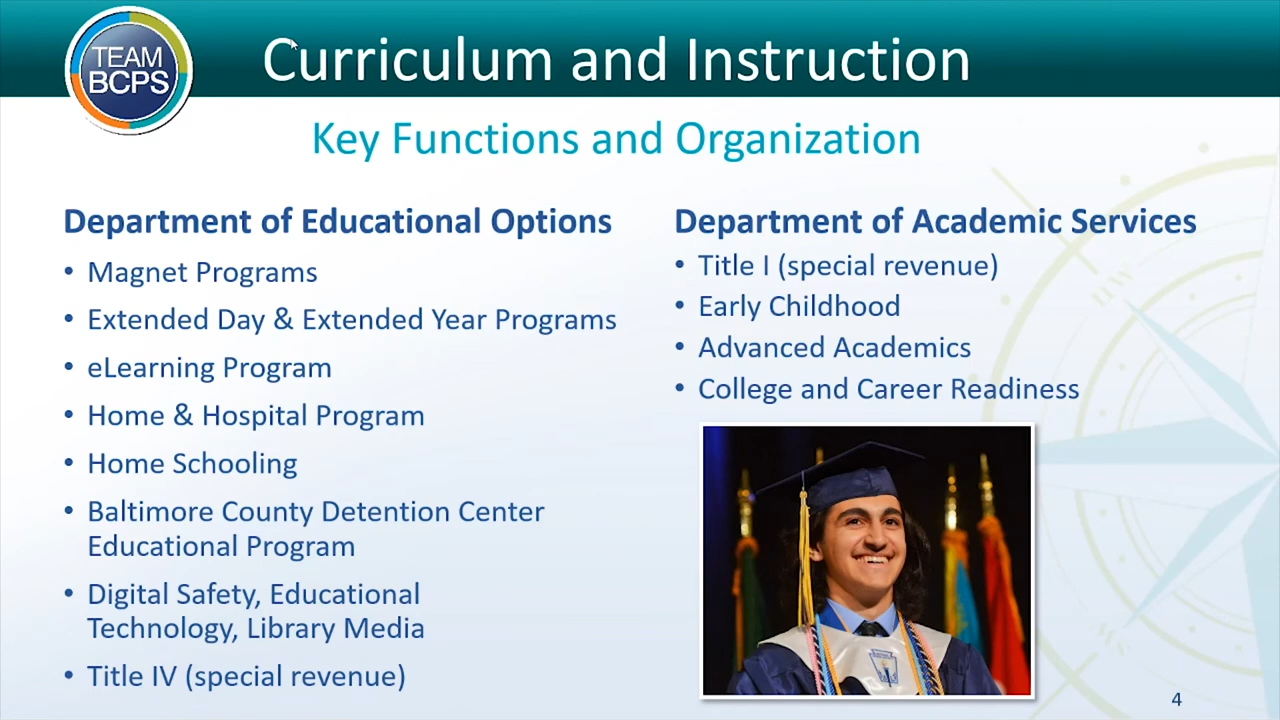 TEAM
BCPS
Curriculum and Instruction
Key Functions and Organization
Department of Educational Options
• Magnet Programs
• Extended Day & Extended Year Programs
• eLearning Program
• Home & Hospital Program
• Home Schooling
• Baltimore County Detention Center
Educational Program
• Digital Safety, Educational
Technology, Library Media
• Title IV (special revenue)
Department of Academic Services
• Title I (special revenue)
• Early Childhood
• Advanced Academics
• College and Career Readiness
4